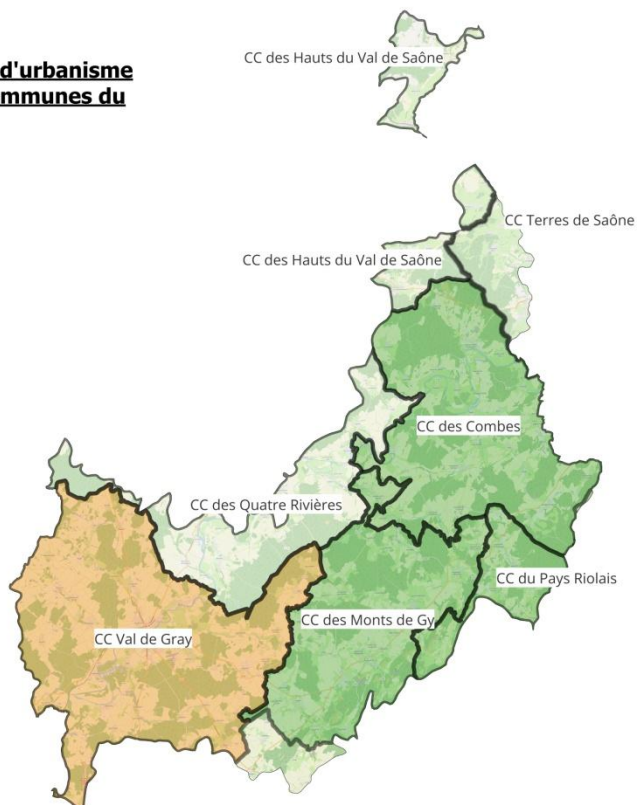 d'urbanisme
mmunes du
CC des Hauts du Val de Saône
CC Terres de Saône
CC des Hauts du Val de Saône
CC des Combes
CC des Quatre Rivières
CC du Pays Riolais
CC des Monts de Gy
CC Val de Gray